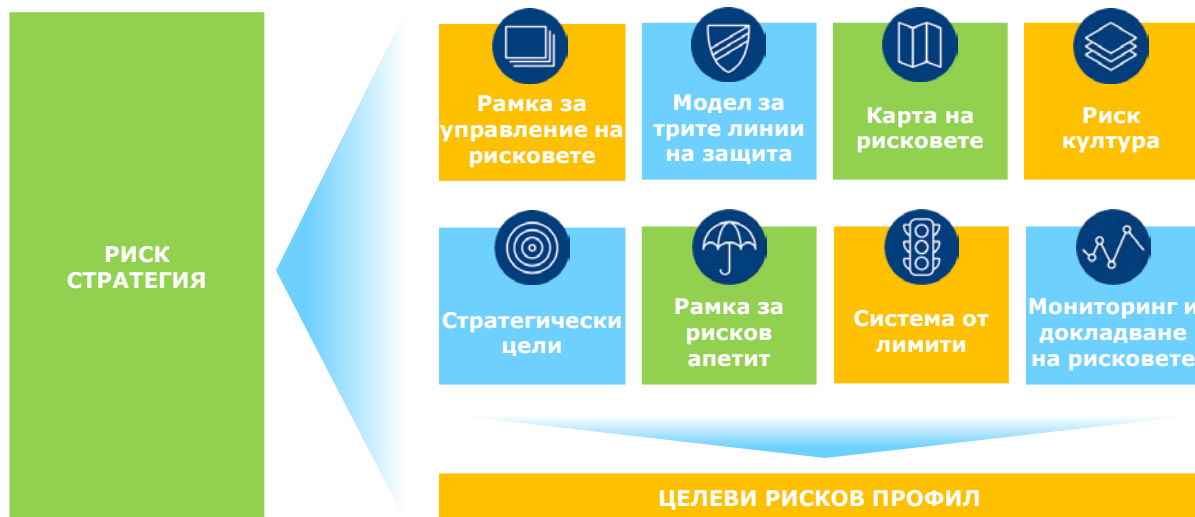 РИСК
СТРАТЕГИЯ
Рамка за
управление на
рисковете
Модел за
трите линии
на защита
Карта на
рисковете
Риск
култура
Стратегически
цели
Рамка за
рисков
апетит
Система от
лимити
Мониторинг и
докладване
на рисковете
ЦЕЛЕВИ РИСКОВ ПРОФИЛ